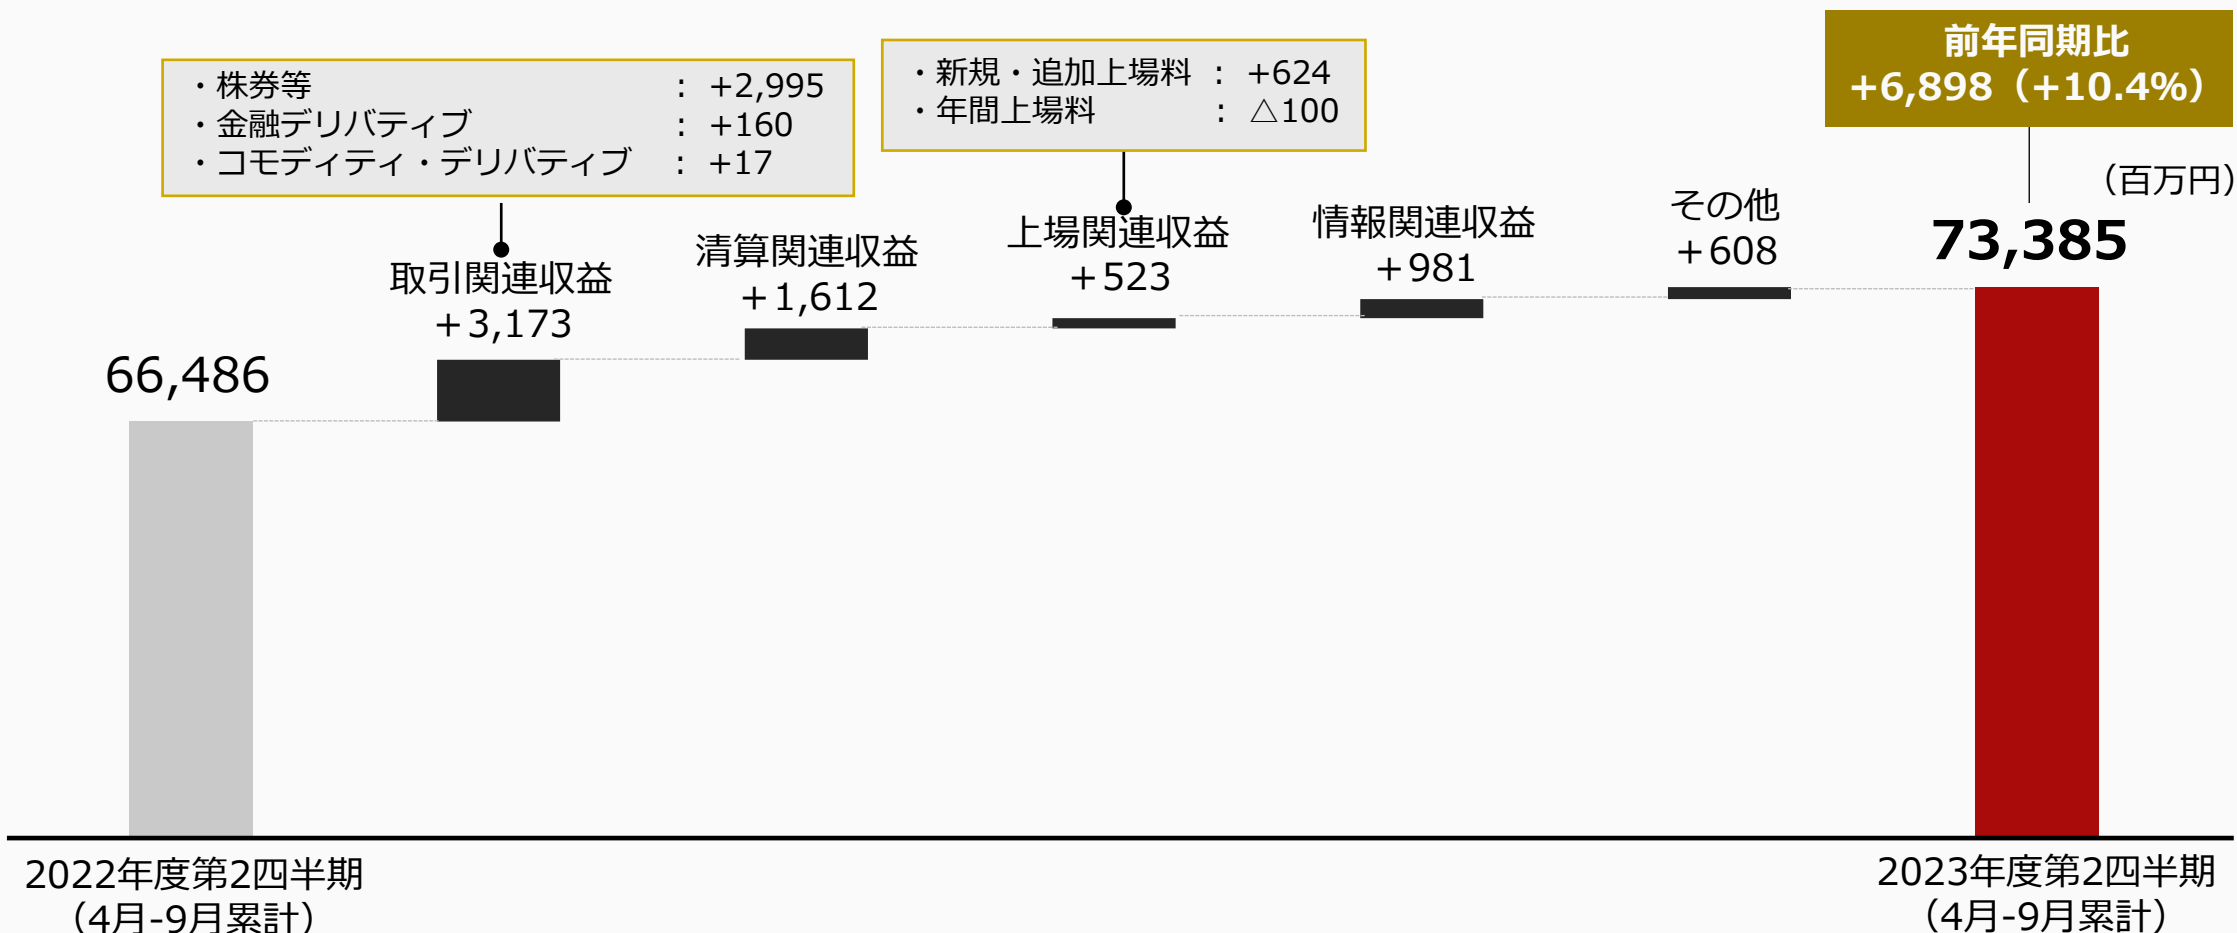 前年同期比
+6,898（+10.4%）
（百万円）
・株券等 : +2,995
・金融デリバティブ : +160
・コモディティ・デリバティブ : +17
・新規・追加上場料 : +624
・年間上場料 : △100
66,486
取引関連収益
+3,173
清算関連収益
+1,612
上場関連収益
+523
情報関連収益
+981
その他
+608
73,385
2022年度第2四半期
（4月-9月累計）
2023年度第2四半期
（4月-9月累計）